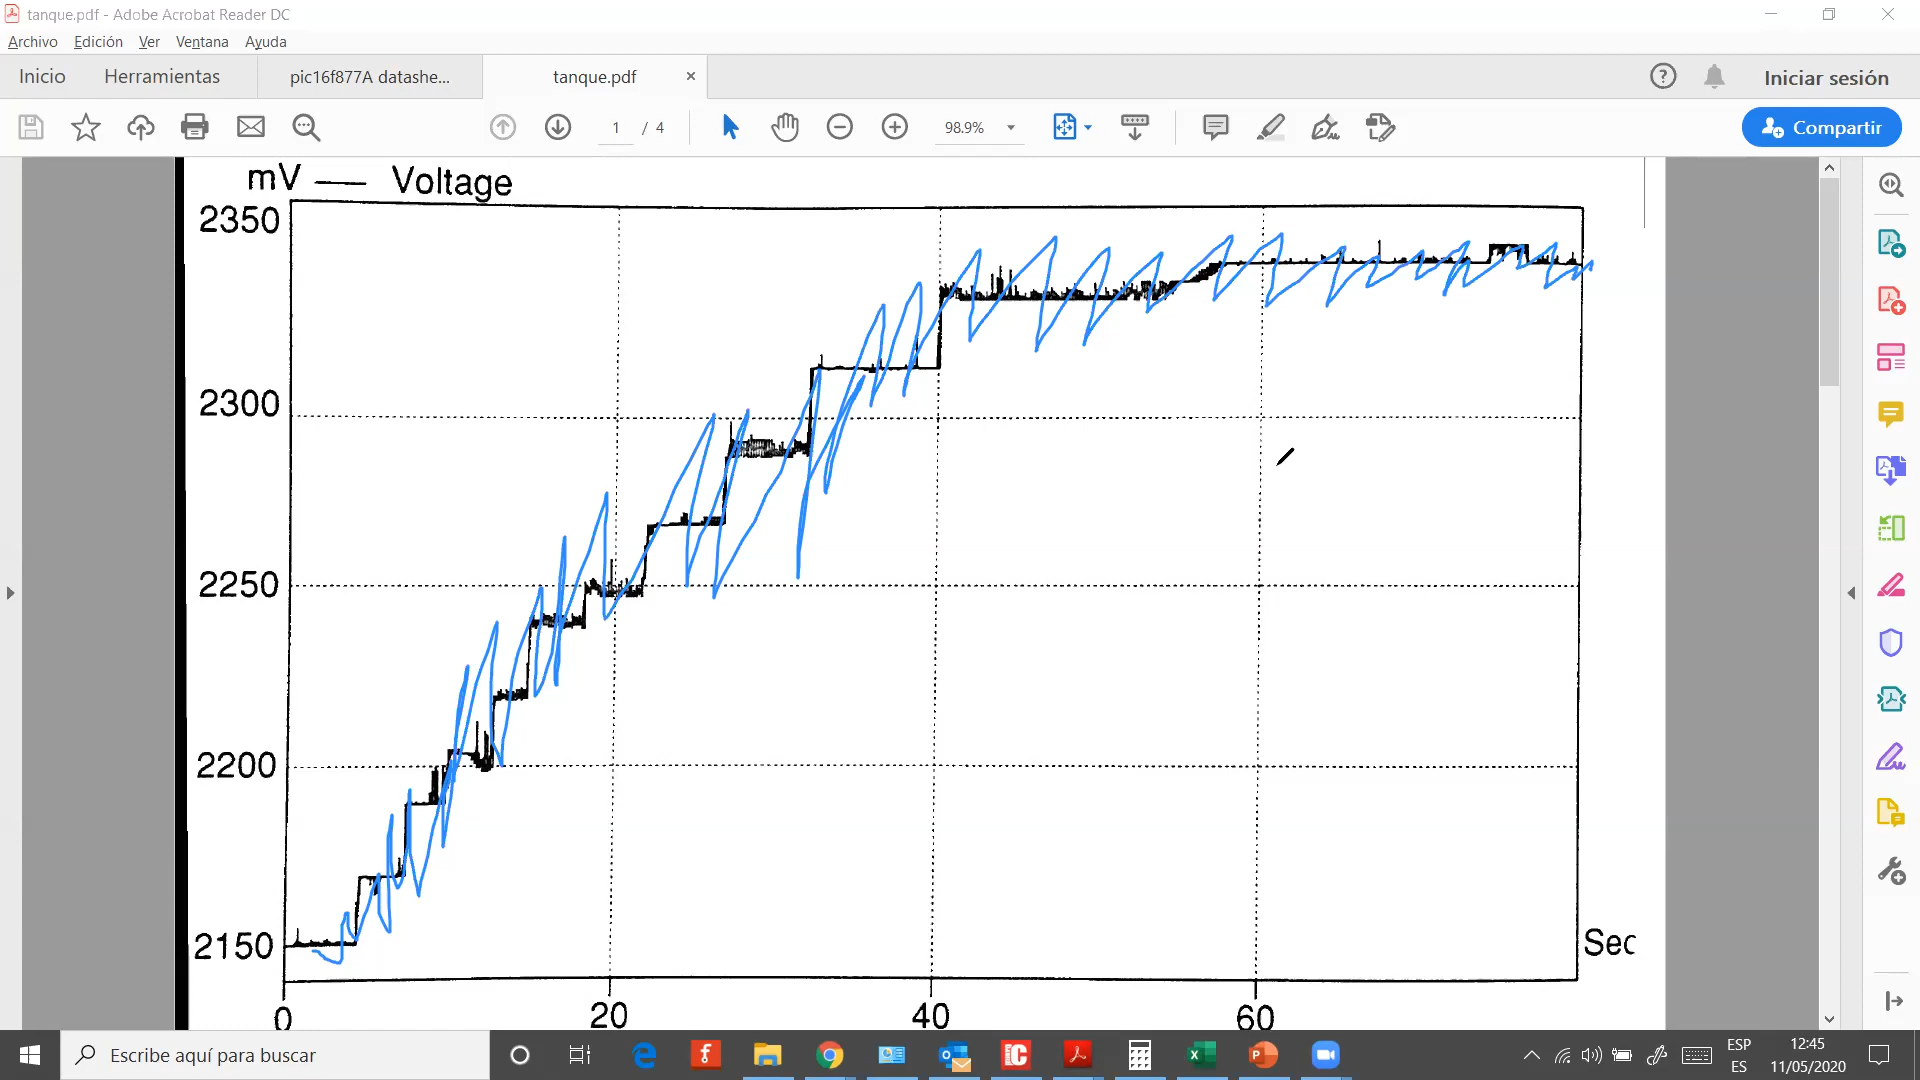 tanque.pdf - Adobe Acrobat Reader DC
Archivo Edición Ver Ventana Ayuda
Inicio Herramientas pic16f877A datashe... tanque.pdf × Iniciar sesión
1 / 4 98.9% Compartir
mV — Voltage
2350
2300
2250
2200
2150
Sec
0 20 40 60
Escribe aquí para buscar
ESP 12:45
ES 11/05/2020